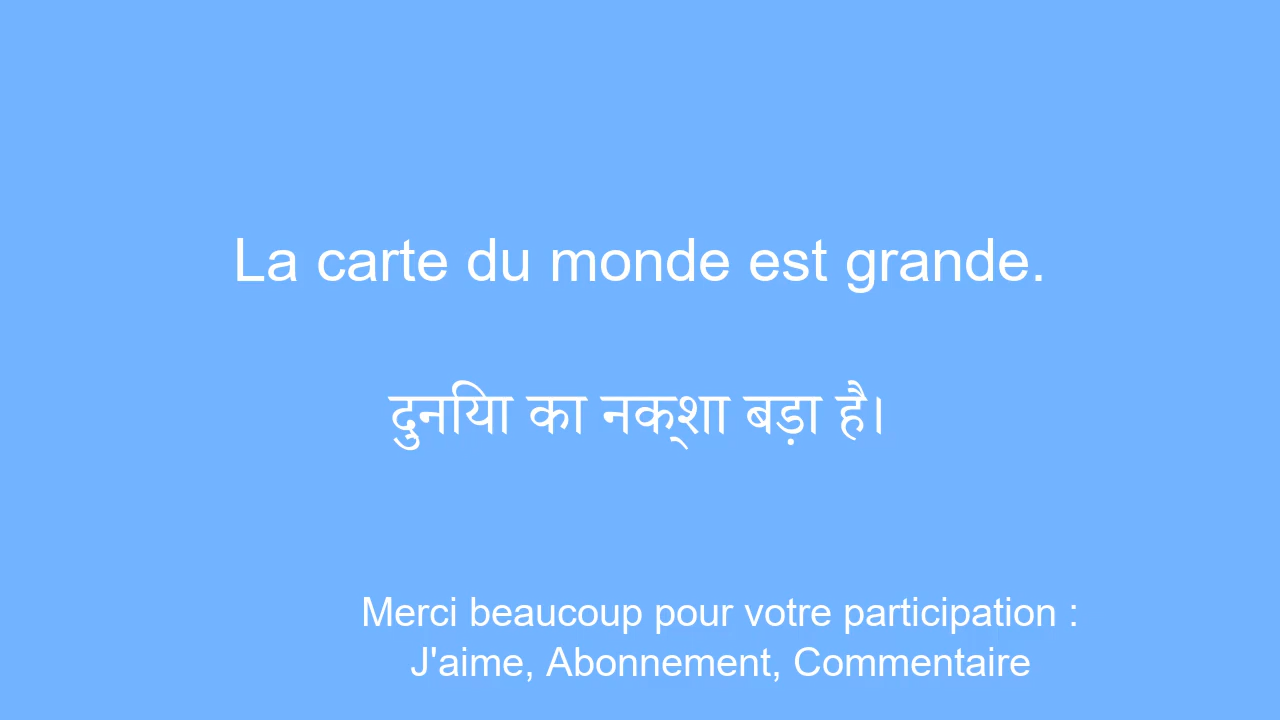 La carte du monde est grande.
दुनिया का नक्शा बड़ा है।
Merci beaucoup pour votre participation :
J'aime, Abonnement, Commentaire